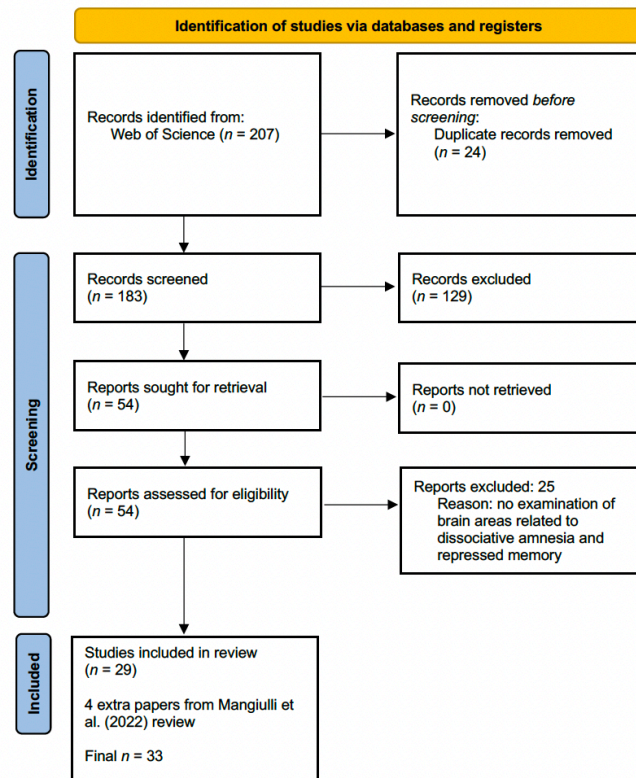 Identification of studies via databases and registers
Identification
Records identified from:
Web of Science (n = 207)
Records removed before
screening:
Duplicate records removed
(n = 24)
Screening
Records screened
(n = 183)
Records excluded
(n = 129)
Reports sought for retrieval
(n = 54)
Reports not retrieved
(n = 0)
Reports assessed for eligibility
(n = 54)
Reports excluded: 25
Reason: no examination of
brain areas related to
dissociative amnesia and
repressed memory
Included
Studies included in review
(n = 29)
4 extra papers from Mangiulli et
al. (2022) review
Final n = 33